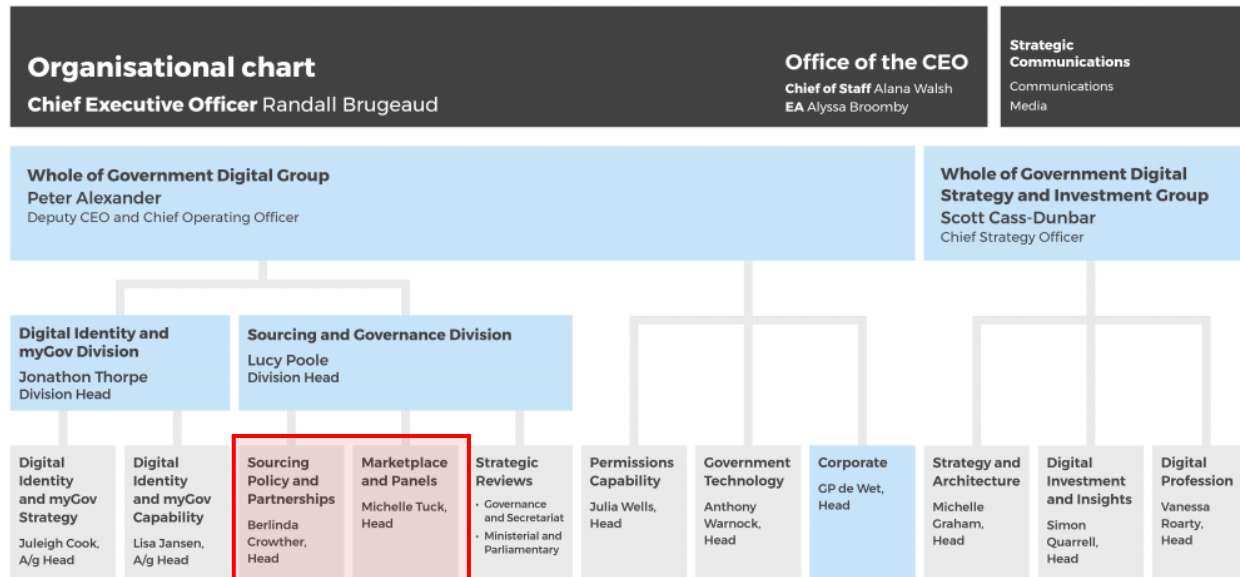 Organisational chart
Chief Executive Officer Randall Brugeaud
Office of the CEO
Chief of Staff Alana Walsh
EA Alyssa Broomby
Strategic
Communications
Communications
Media
Whole of Government Digital Group
Peter Alexander
Deputy CEO and Chief Operating Officer
Whole of Government Digital
Strategy and Investment Group
Scott Cass-Dunbar
Chief Strategy Officer
Digital Identity and
myGov Division
Jonathon Thorpe
Division Head
Sourcing and Governance Division
Lucy Poole
Division Head
Digital
Identity
and myGov
Strategy
Juleigh Cook,
A/g Head
Digital
Identity
and myGov
Capability
Lisa Jansen,
A/g Head
Sourcing
Policy and
Partnerships
Berlinda
Crowther,
Head
Marketplace
and Panels
Michelle Tuck,
Head
Strategic
Reviews
• Governance
and Secretariat
• Ministerial and
Parliamentary
Permissions
Capability
Julia Wells,
Head
Government
Technology
Anthony
Warnock,
Head
Corporate
GP de Wet,
Head
Strategy and
Architecture
Michelle
Graham,
Head
Digital
Investment
and Insights
Simon
Quarrell,
Head
Digital
Profession
Vanessa
Roarty,
Head